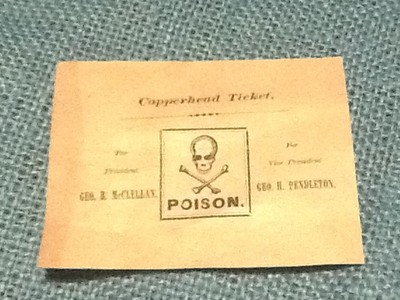 Copperhead Ticket.
For
President
GEO. B. McCLELLAN.
POISON.
For
Vice President
GEO. H. PENDLETON.